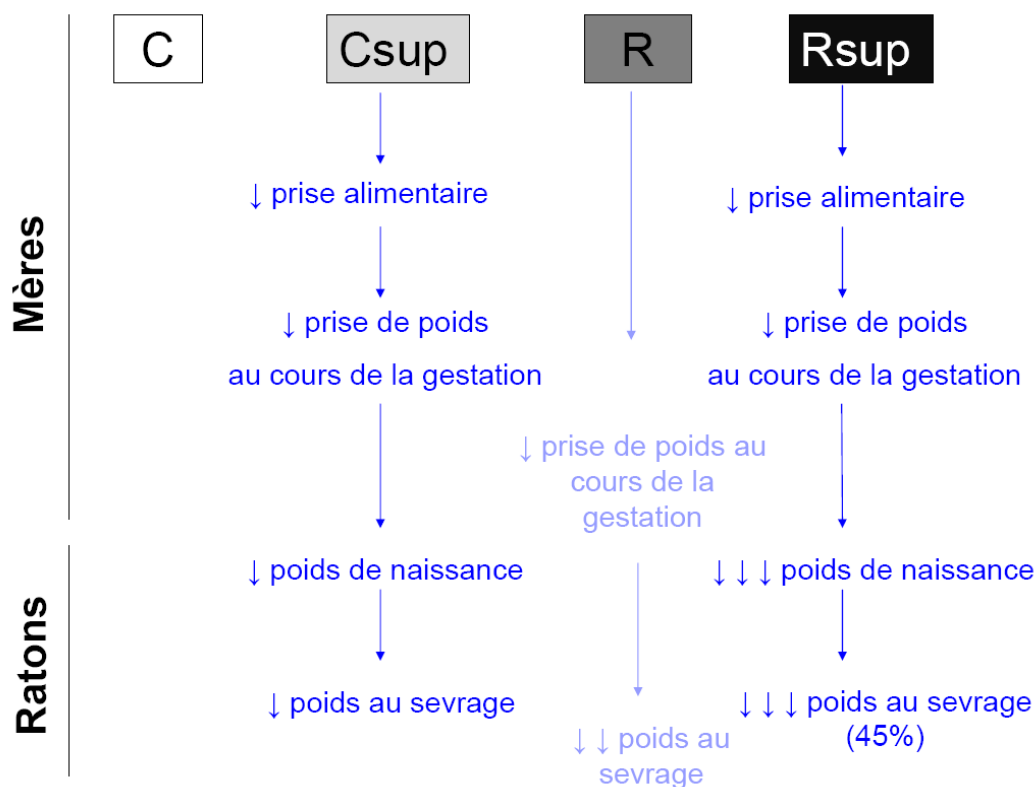 C
Csup
R
Rsup
Mères
↓ prise alimentaire
↓ prise alimentaire
↓ prise de poids
au cours de la gestation
↓ prise de poids
au cours de la gestation
↓ prise de poids au
cours de la
gestation
Ratons
↓ poids de naissance
↓ ↓ ↓ poids de naissance
↓ poids au sevrage
↓ ↓ poids au
sevrage
↓ ↓ ↓ poids au sevrage
(45%)